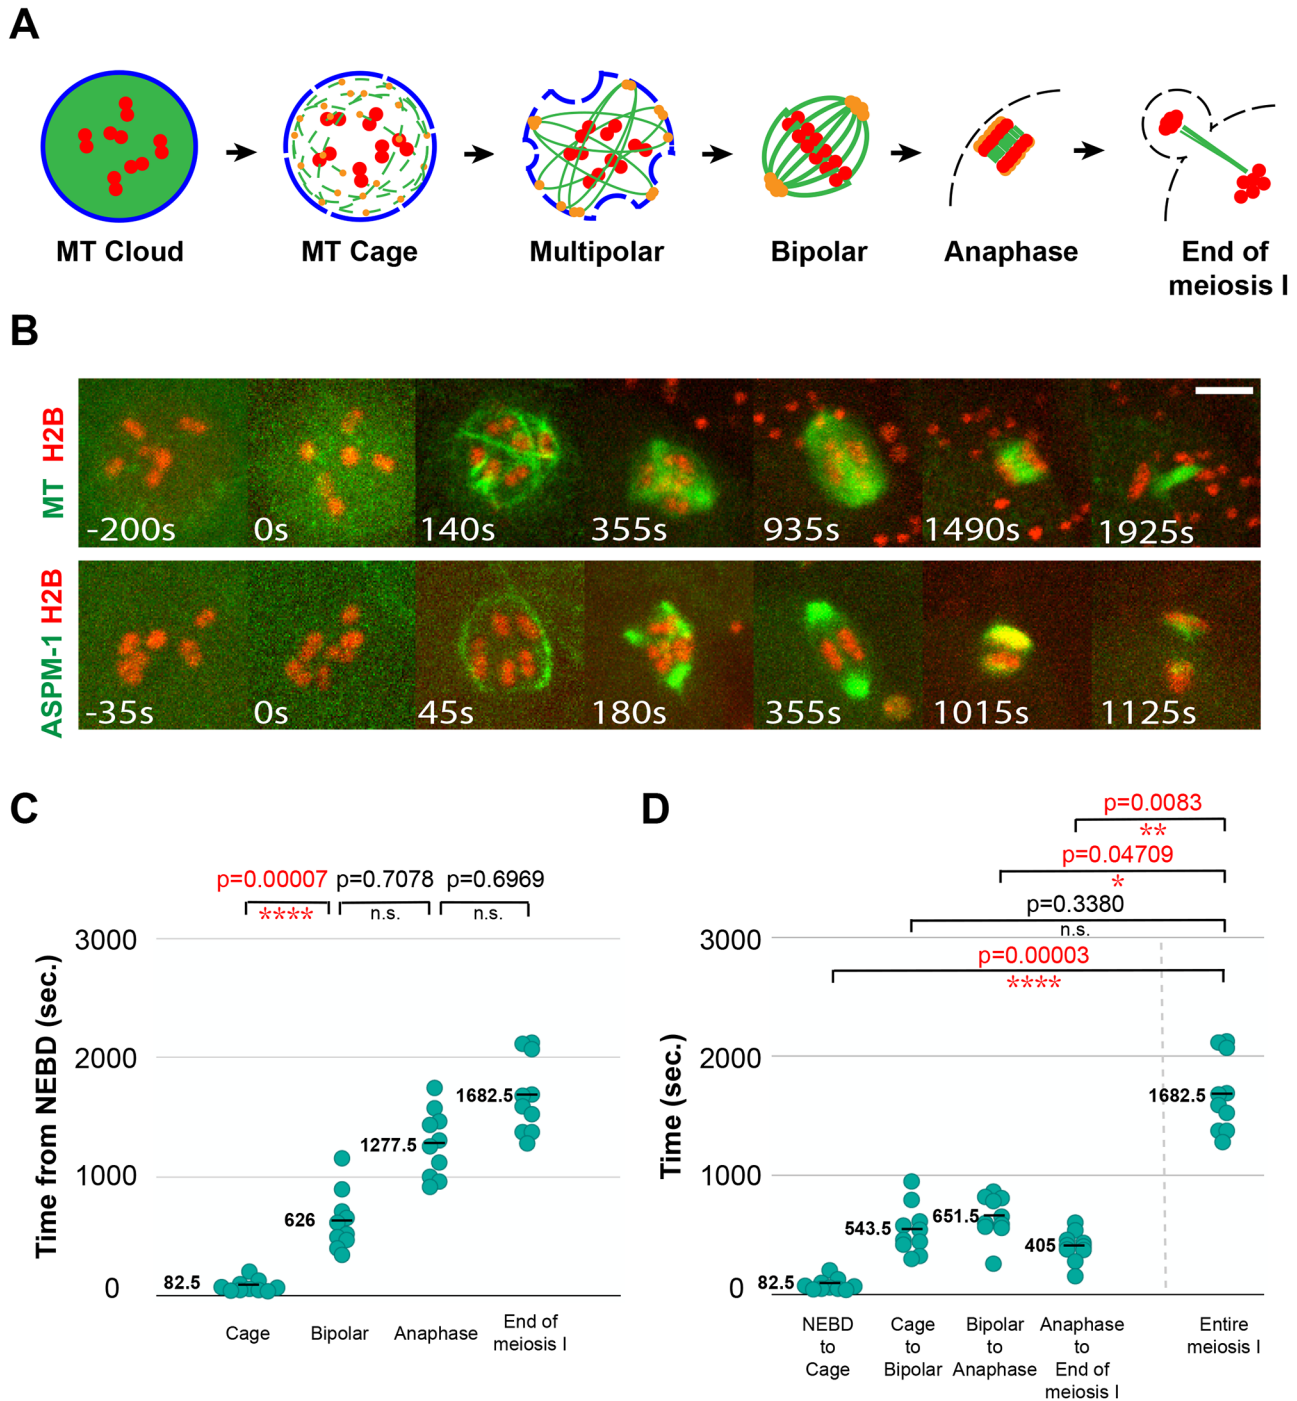 A
MT Cloud
MT Cage
Multipolar
Bipolar
Anaphase
End of
meiosis I
B
MT H2B
-200s
0s
140s
355s
935s
1490s
1925s
ASPM-1 H2B
-35s
0s
45s
180s
355s
1015s
1125s
C
p=0.00007
p=0.7078
p=0.6969
****
n.s.
n.s.
Time from NEBD (sec.)
3000
2000
1000
0
82.5
626
1277.5
1682.5
Cage
Bipolar
Anaphase
End of
meiosis I
D
p=0.0083
**
p=0.04709
*
p=0.3380
n.s.
p=0.00003
****
Time (sec.)
3000
2000
1000
0
82.5
543.5
651.5
405
1682.5
NEBD
to
Cage
Cage
to
Bipolar
Bipolar
to
Anaphase
Anaphase
to
End of
meiosis I
Entire
meiosis I